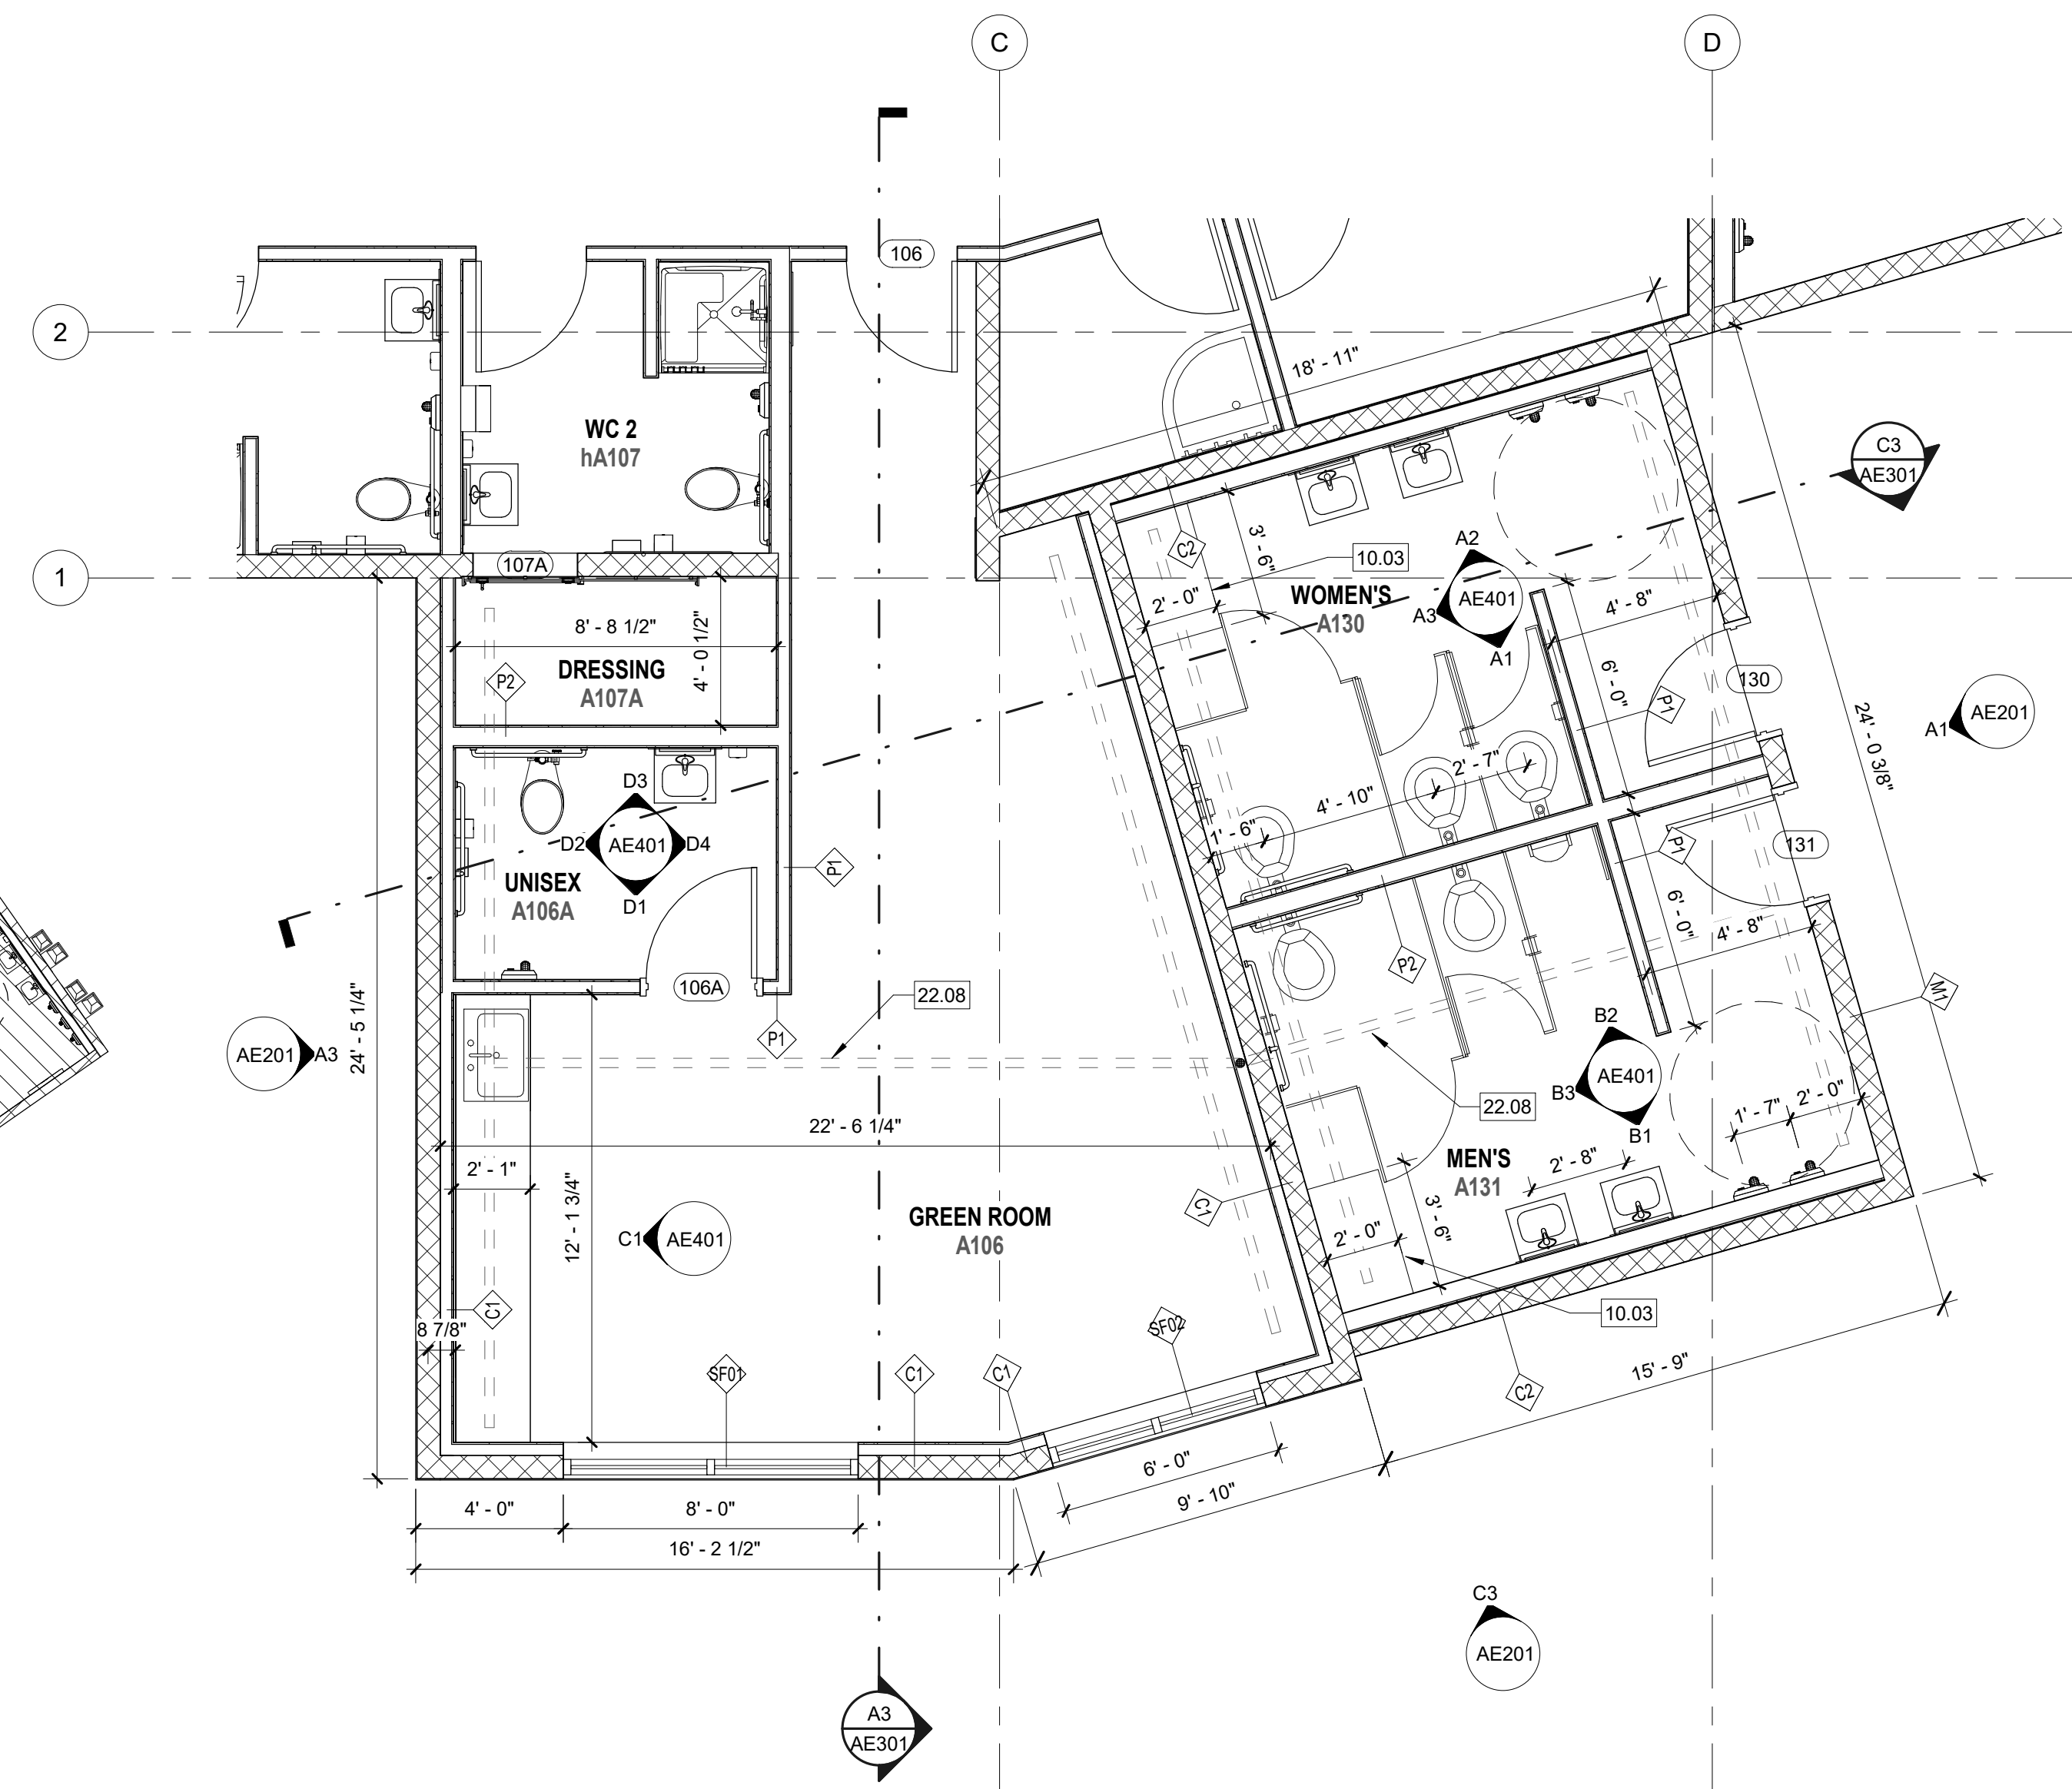 C
D
106
2
18' - 11"
C3
AE301
WC 2
hA107
1
107A
C2
3' - 6"
10.03
A2
WOMEN'S
A130
AE401
A3
A1
2' - 0"
4' - 8"
8' - 8 1/2"
4' - 0 1/2"
DRESSING
A107A
P2
6' - 0"
P1
130
24' - 0 3/8"
A1
AE201
D3
D2
AE401
D4
D1
UNISEX
A106A
P1
2' - 7"
4' - 10"
1' - 6"
P1
131
6' - 0"
4' - 8"
P2
106A
22.08
P1
M1
AE201
A3
24' - 5 1/4"
B2
AE401
B3
B1
22.08
1' - 7"
2' - 0"
22' - 6 1/4"
2' - 1"
12' - 1 3/4"
MEN'S
A131
2' - 8"
C1
3' - 6"
2' - 0"
GREEN ROOM
A106
C1
AE401
C1
8 7/8"
10.03
SF02
SF01
C1
C1
C2
15' - 9"
6' - 0"
9' - 10"
4' - 0"
8' - 0"
16' - 2 1/2"
C3
AE201
A3
AE301